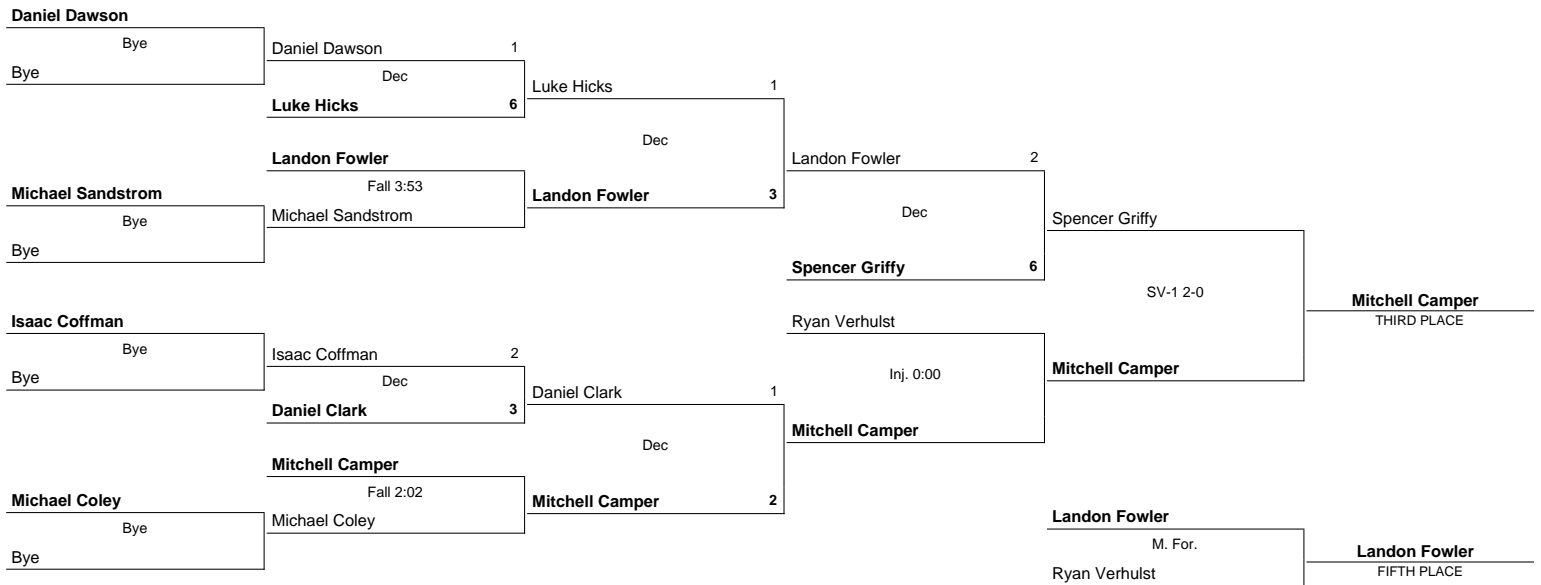 Daniel Dawson
Bye
Bye
Daniel Dawson 1
Dec
Luke Hicks 6
Luke Hicks 1
Dec
Landon Fowler
Fall 3:53
Michael Sandstrom
Michael Sandstrom
Bye
Bye
Landon Fowler 3
Landon Fowler 2
Dec
Spencer Griffy 6
Spencer Griffy
SV-1 2-0
Mitchell Camper
THIRD PLACE
Isaac Coffman
Bye
Bye
Isaac Coffman 2
Dec
Daniel Clark 3
Daniel Clark 1
Dec
Ryan Verhulst
Inj. 0:00
Mitchell Camper
Mitchell Camper
Mitchell Camper
Fall 2:02
Michael Coley
Michael Coley
Bye
Bye
Mitchell Camper 2
Landon Fowler
M. For.
Ryan Verhulst
Landon Fowler
FIFTH PLACE